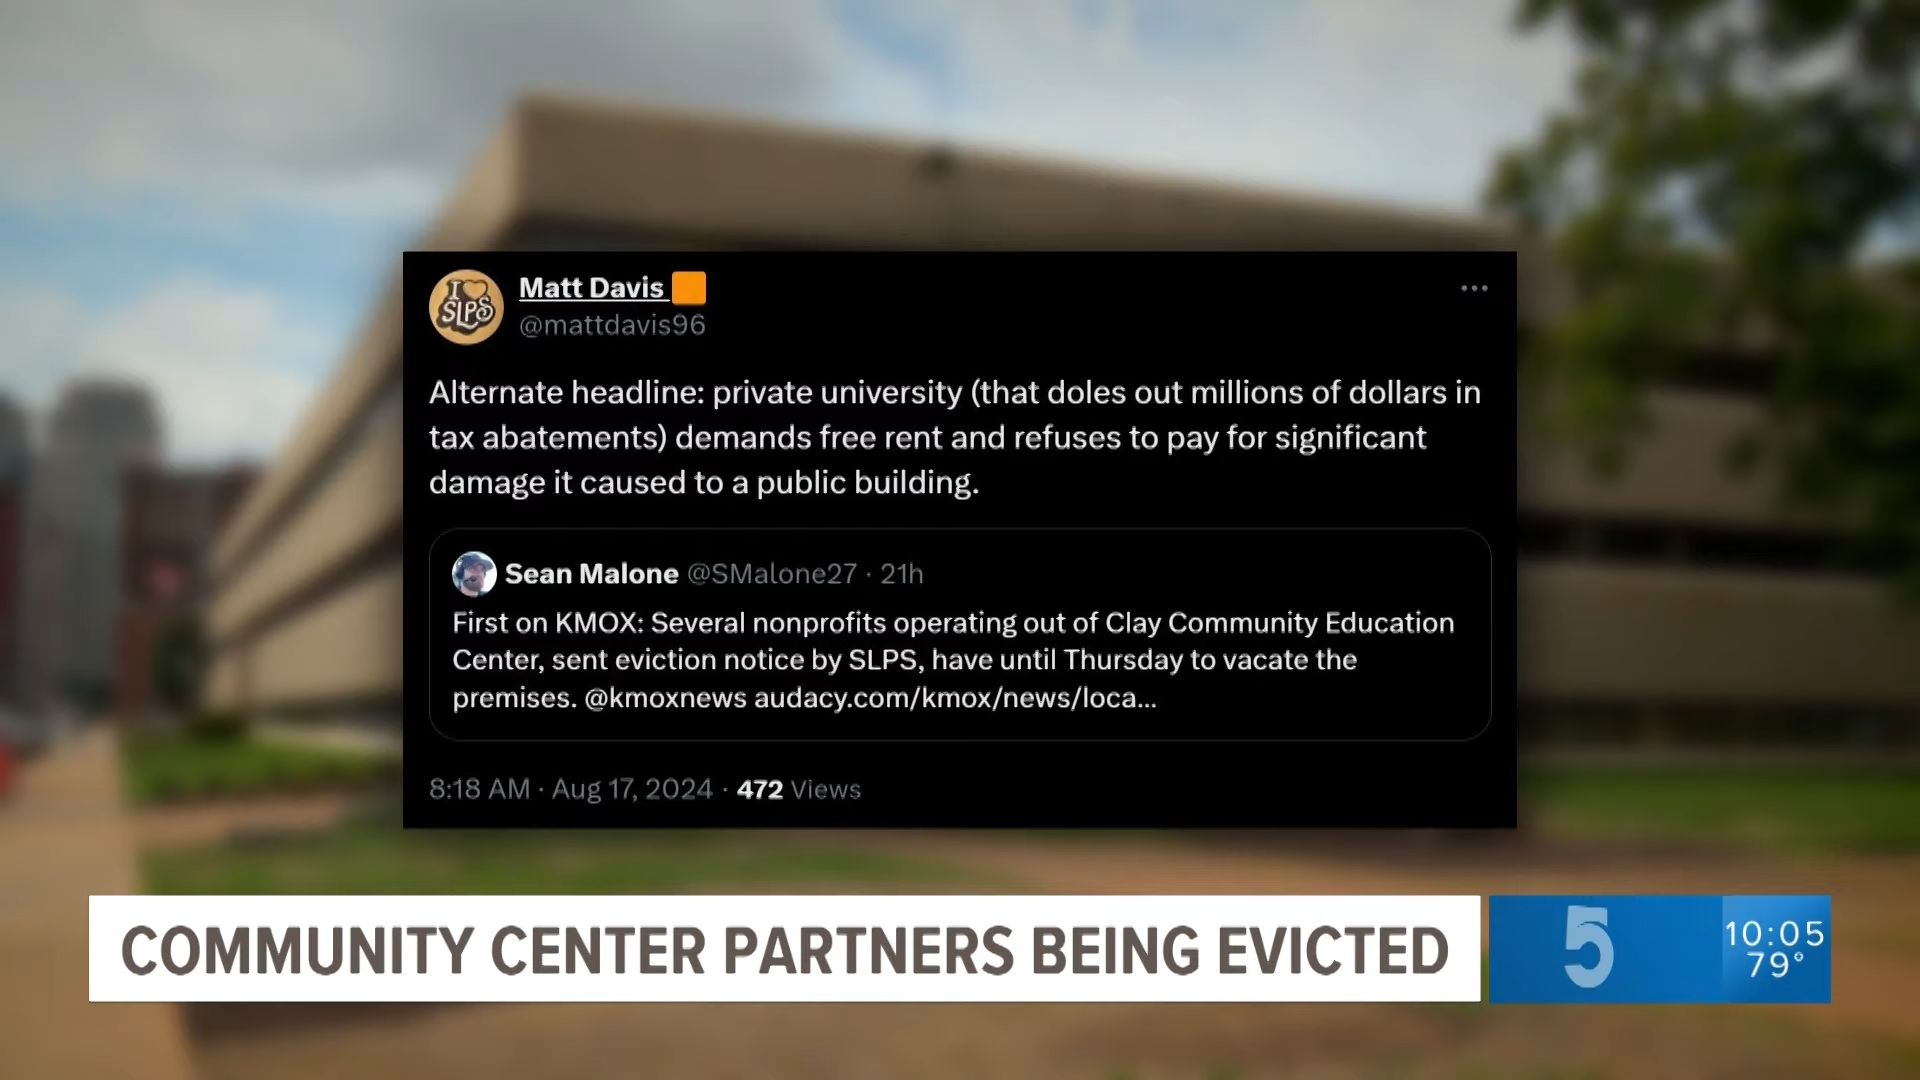 I
SLPS
Matt Davis
@mattdavis96
Alternate headline: private university (that doles out millions of dollars in
tax abatements) demands free rent and refuses to pay for significant
damage it caused to a public building.
Sean Malone @SMalone27 · 21h
First on KMOX: Several nonprofits operating out of Clay Community Education
Center, sent eviction notice by SLPS, have until Thursday to vacate the
premises. @kmoxnews audacy.com/kmox/news/loca...
8:18 AM · Aug 17, 2024 · 472 Views
COMMUNITY CENTER PARTNERS BEING EVICTED
5
10:05
79°